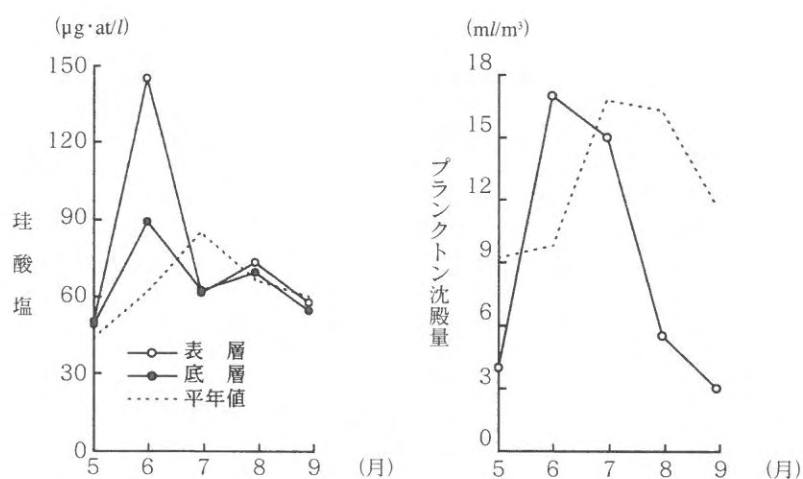 (μg·at/l)
150
120
90
60
30
0
珪酸塩
表層
底層
平年値
5 6 7 8 9 (月)
(ml/m³)
18
15
12
9
6
3
0
プランクトン沈殿量
5 6 7 8 9 (月)